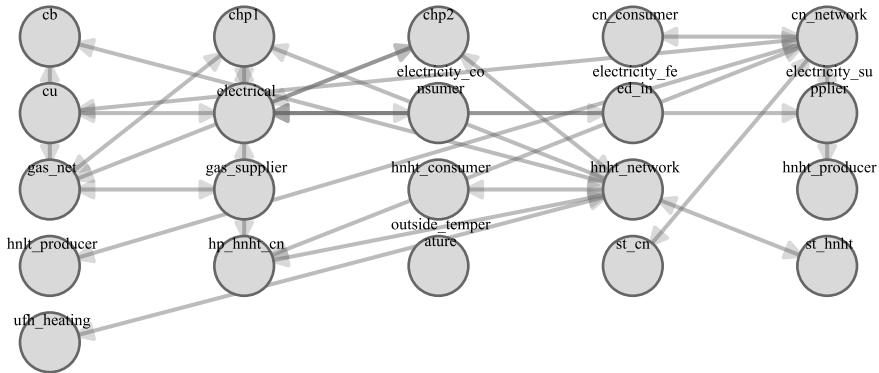 cb
chp1
chp2
cn_consumer
cn_network
cu
electrical
electricity_co
nsumer
electricity_fe
ed_in
electricity_su
pplier
gas_net
gas_supplier
hnht_consumer
hnht_network
hnht_producer
hnlt_producer
hp_hnht_cn
outside_temper
ature
st_cn
st_hnht
ufh_heating